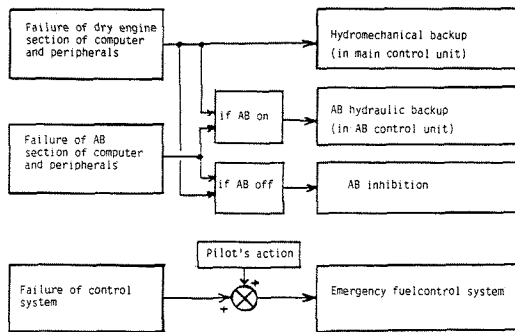 Failure of dry engine
section of computer
and peripherals
Hydromechanical backup
(in main control unit)
if AB on
AB hydraulic backup
(in AB control unit)
Failure of AB
section of computer
and peripherals
if AB off
AB inhibition
Pilot's action
+
Failure of control
system
+
Emergency fuelcontrol system